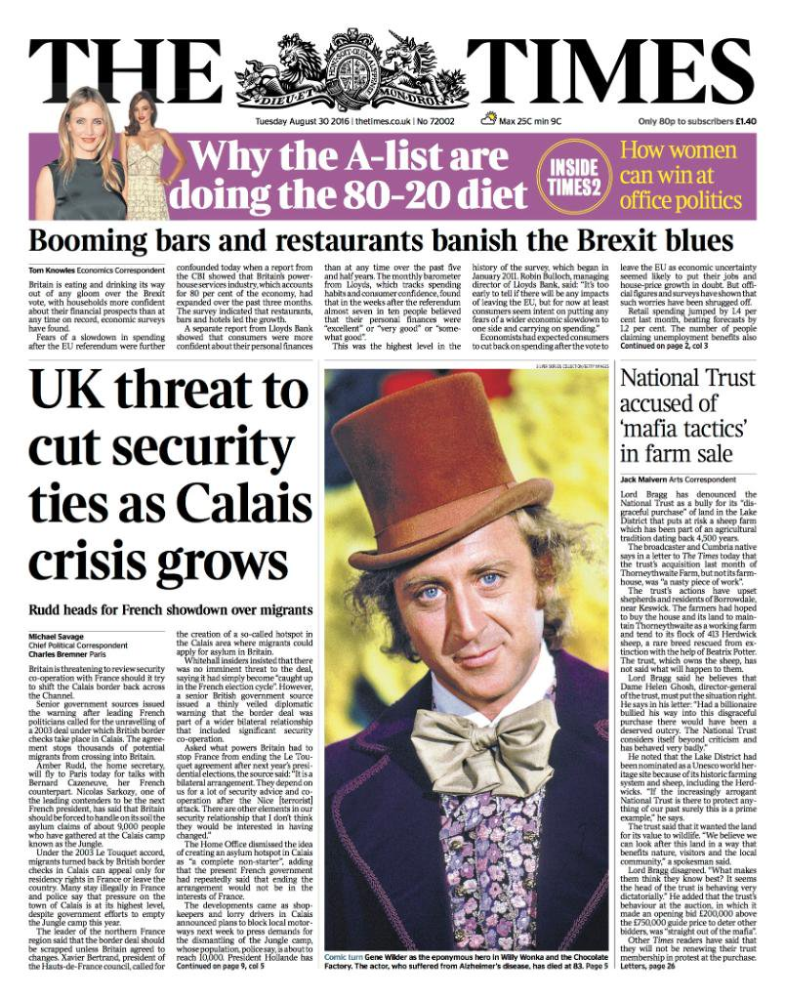 THE TIMES
DIEU·ET MON·DROIT
Tuesday August 30 2016 | thetimes.co.uk | No 72002
Max 25C min 9C
Only 80p to subscribers £1.40
Why the A-list are
doing the 80-20 diet
INSIDE
TIMES2
How women
can win at
office politics
Booming bars and restaurants banish the Brexit blues
Tom Knowles Economics Correspondent
Britain is eating and drinking its way
out of any gloom over the Brexit
vote, with households more confident
about their financial prospects than at
any time on record, economic surveys
have found.
Fears of a slowdown in spending
after the EU referendum were further
confounded today when a report from
the CBI showed that Britain's power-
house services industry, which accounts
for 80 per cent of the economy, had
expanded over the past three months.
The survey indicated that restaurants,
bars and hotels led the growth.
A separate report from Lloyds Bank
showed that consumers were more
confident about their personal finances
than at any time over the past five
and half years. The monthly barometer
from Lloyds, which tracks spending
habits and consumer confidence, found
that in the weeks after the referendum
almost seven in ten people believed
that their personal finances were
“excellent” or “very good” or “some-
what good”.
This was the highest level in the
history of the survey, which began in
January 2011. Robin Bulloch, managing
director of Lloyds Bank, said: “It's too
early to tell if there will be any impacts
of leaving the EU, but for now at least
consumers seem intent on putting any
fears of a wider economic slowdown to
one side and carrying on spending.”
Economists had expected consumers
to cut back on spending after the vote to
leave the EU as economic uncertainty
seemed likely to put their jobs and
house-price growth in doubt. But offi-
cial figures and surveys have shown that
such worries have been shrugged off.
Retail spending jumped by 1.4 per
cent last month, beating forecasts by
1.2 per cent. The number of people
claiming unemployment benefits also
Continued on page 2, col 3
UK threat to
cut security
ties as Calais
crisis grows
Rudd heads for French showdown over migrants
Michael Savage
Chief Political Correspondent
Charles Bremner Paris
Britain is threatening to review security
co-operation with France should it try
to shift the Calais border back across
the Channel.
Senior government sources issued
the warning after leading French
politicians called for the unravelling of
a 2003 deal under which British border
checks take place in Calais. The agree-
ment stops thousands of potential
migrants from crossing into Britain.
Amber Rudd, the home secretary,
will fly to Paris today for talks with
Bernard Cazeneuve, her French
counterpart. Nicolas Sarkozy, one of
the leading contenders to be the next
French president, has said that Britain
should be forced to handle on its soil the
asylum claims of about 9,000 people
who have gathered at the Calais camp
known as the Jungle.
Under the 2003 Le Touquet accord,
migrants turned back by British border
checks in Calais can appeal only for
residency rights in France or leave the
country. Many stay illegally in France
and police say that pressure on the
town of Calais is at its highest level,
despite government efforts to empty
the Jungle camp this year.
The leader of the northern France
region said that the border deal should
be scrapped unless Britain agreed to
changes. Xavier Bertrand, president of
the Hauts-de-France council, called for
the creation of a so-called hotspot in
the Calais area where migrants could
apply for asylum in Britain.
Whitehall insiders insisted that there
was no imminent threat to the deal,
saying it had simply become “caught up
in the French election cycle”. However,
a senior British government source
issued a thinly veiled diplomatic
warning that the border deal was
part of a wider bilateral relationship
that included significant security
co-operation.
Asked what powers Britain had to
stop France from ending the Le Tou-
quet agreement after next year's presi-
dential elections, the source said: “It is a
bilateral arrangement. They depend on
us for a lot of security advice and co-
operation after the Nice [terrorist]
attack. There are other elements in our
security relationship that I don't think
they would be interested in having
changed.”
The Home Office dismissed the idea
of creating an asylum hotspot in Calais
as “a complete non-starter”, adding
that the present French government
had repeatedly said that ending the
arrangement would not be in the
interests of France.
The developments came as shop-
keepers and lorry drivers in Calais
announced plans to block local motor-
ways next week to press demands for
the dismantling of the Jungle camp,
whose population, police say, is about to
reach 10,000. President Hollande has
Continued on page 9, col 5
SILVER SCREEN COLLECTION/GETTY IMAGES
Comic turn Gene Wilder as the eponymous hero in Willy Wonka and the Chocolate
Factory. The actor, who suffered from Alzheimer's disease, has died at 83. Page 5
National Trust
accused of
‘mafia tactics’
in farm sale
Jack Malvern Arts Correspondent
Lord Bragg has denounced the
National Trust as a bully for its “dis-
graceful purchase” of land in the Lake
District that puts at risk a sheep farm
which has been part of an agricultural
tradition dating back 4,500 years.
The broadcaster and Cumbria native
says in a letter to The Times today that
the trust's acquisition last month of
Thorneythwaite Farm, but not its farm-
house, was “a nasty piece of work”.
The trust's actions have upset
shepherds and residents of Borrowdale,
near Keswick. The farmers had hoped
to buy the house and its land to main-
tain Thorneythwaite as a working farm
and tend to its flock of 413 Herdwick
sheep, a rare breed rescued from ex-
tinction with the help of Beatrix Potter.
The trust, which owns the sheep, has
not said what will happen to them.
Lord Bragg said he believes that
Dame Helen Ghosh, director-general
of the trust, must put the situation right.
He says in his letter: “Had a billionaire
bullied his way into this disgraceful
purchase there would have been a
deserved outcry. The National Trust
considers itself beyond criticism and
has behaved very badly.”
He noted that the Lake District had
been nominated as a Unesco world her-
itage site because of its historic farming
system and sheep, including the Herd-
wicks. “If the increasingly arrogant
National Trust is there to protect any-
thing of our past surely this is a prime
example,” he says.
The trust said that it wanted the land
for its value to wildlife. “We believe we
can look after this land in a way that
benefits nature, visitors and the local
community,” a spokesman said.
Lord Bragg disagreed. “What makes
them think they know best? It seems
the head of the trust is behaving very
dictatorially.” He added that the trust's
behaviour at the auction, in which it
made an opening bid £200,000 above
the £750,000 guide price to deter other
bidders, was “straight out of the mafia”.
Other Times readers have said that
they will not be renewing their trust
membership in protest at the purchase.
Letters, page 26